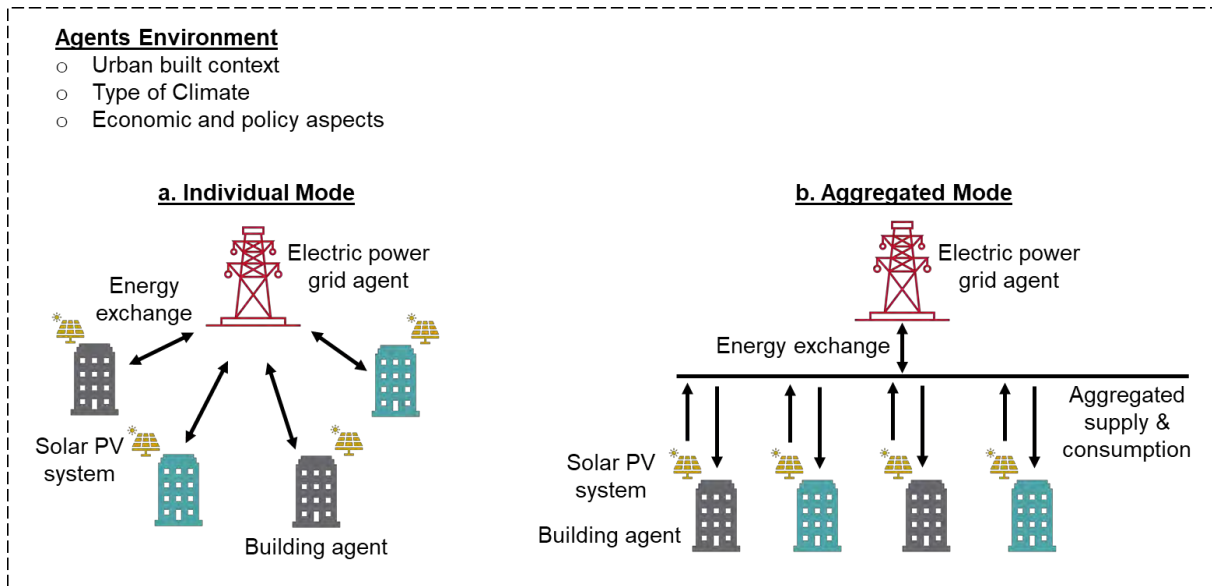 Agents Environment
o Urban built context
o Type of Climate
o Economic and policy aspects
a. Individual Mode
Electric power
grid agent
Energy
exchange
Solar PV
system
Building agent
b. Aggregated Mode
Electric power
grid agent
Energy exchange
Aggregated
supply &
consumption
Solar PV
system
Building agent